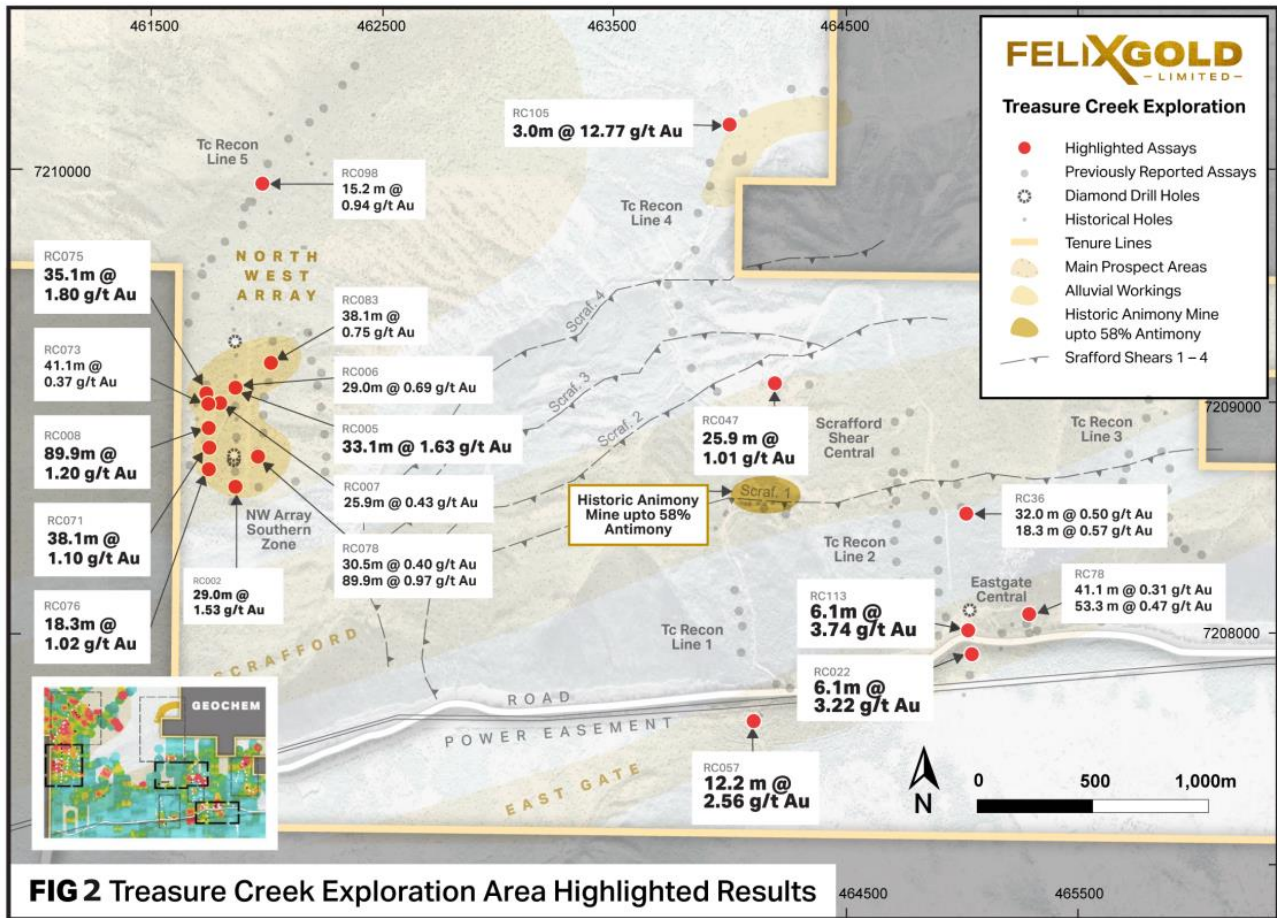 461500
462500
463500
464500
FELIXGOLD
LIMITED
Treasure Creek Exploration
Highlighted Assays
Previously Reported Assays
Diamond Drill Holes
Historical Holes
Tenure Lines
Main Prospect Areas
Alluvial Workings
Historic Animony Mine
upto 58% Antimony
Srafford Shears 1 – 4
RC105
3.0m @ 12.77 g/t Au
Tc Recon
Line 5
7210000
RC098
15.2 m @
0.94 g/t Au
Tc Recon
Line 4
NORTH
WEST
ARRAY
RC075
35.1m @
1.80 g/t Au
RC083
38.1m @
0.75 g/t Au
Scraf. 4
RC073
41.1m @
0.37 g/t Au
RC006
29.0m @ 0.69 g/t Au
RC005
33.1m @ 1.63 g/t Au
Scraf. 3
Scraf. 2
7209000
RC047
25.9 m @
1.01 g/t Au
Scrafford
Shear
Central
Tc Recon
Line 3
RC008
89.9m @
1.20 g/t Au
RC007
25.9m @ 0.43 g/t Au
Historic Animony
Mine upto 58%
Antimony
Scraf. 1
RC36
32.0 m @ 0.50 g/t Au
18.3 m @ 0.57 g/t Au
RC071
38.1m @
1.10 g/t Au
NW Array
Southern
Zone
RC078
30.5m @ 0.40 g/t Au
89.9m @ 0.97 g/t Au
Tc Recon
Line 2
RC002
29.0m @
1.53 g/t Au
RC076
18.3m @
1.02 g/t Au
Eastgate
Central
RC78
41.1 m @ 0.31 g/t Au
53.3 m @ 0.47 g/t Au
RC113
6.1m @
3.74 g/t Au
SCRAFFORD
Tc Recon
Line 1
7208000
RC022
6.1m @
3.22 g/t Au
ROAD
POWER EASEMENT
GEOCHEM
RC057
12.2 m @
2.56 g/t Au
EAST GATE
N
0
500
1,000m
FIG 2 Treasure Creek Exploration Area Highlighted Results
464500
465500